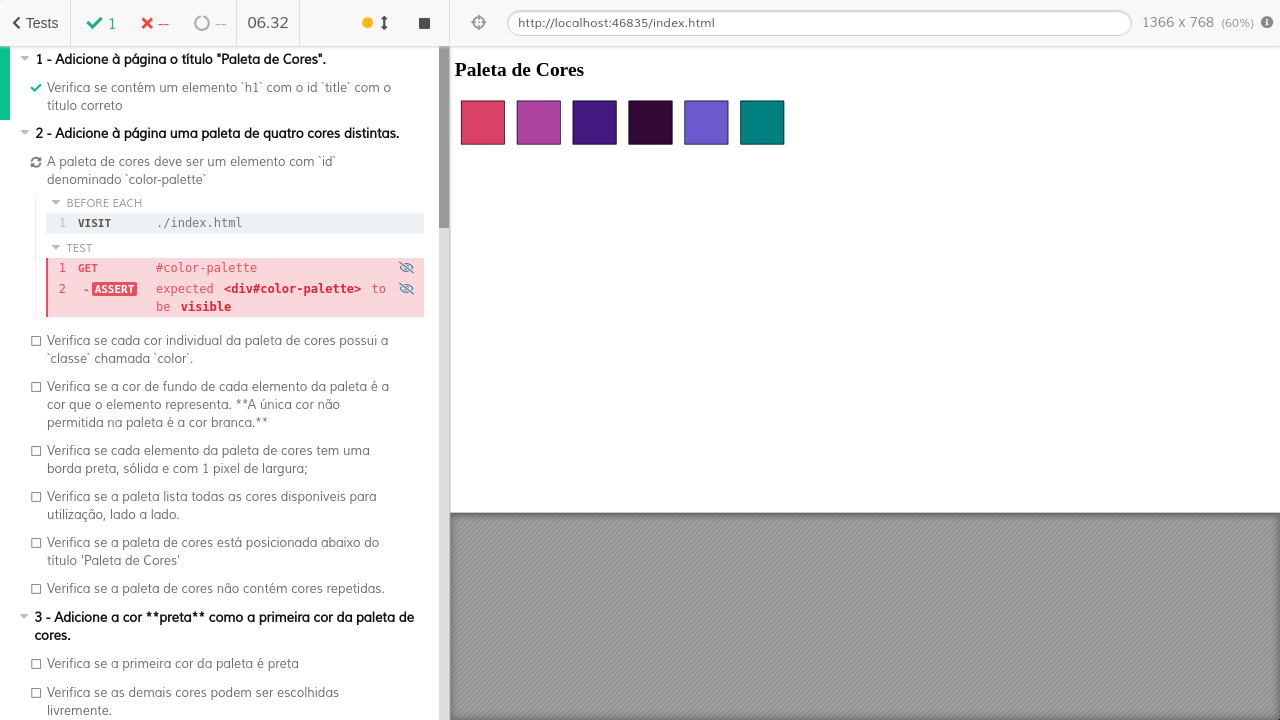 Tests
1
--
--
06.32
http://localhost:46835/index.html
1366 x 768 (60%)
1 - Adicione à página o título "Paleta de Cores".
Verifica se contém um elemento `h1` com o id `title` com o
título correto
2 - Adicione à página uma paleta de quatro cores distintas.
A paleta de cores deve ser um elemento com `id`
denominado `color-palette`
BEFORE EACH
1 VISIT ./index.html
TEST
1 GET #color-palette
2 -ASSERT expected <div#color-palette> to
be visible
Verifica se cada cor individual da paleta de cores possui a
`classe` chamada `color`.
Verifica se a cor de fundo de cada elemento da paleta é a
cor que o elemento representa. **A única cor não
permitida na paleta é a cor branca.**
Verifica se cada elemento da paleta de cores tem uma
borda preta, sólida e com 1 pixel de largura;
Verifica se a paleta lista todas as cores disponíveis para
utilização, lado a lado.
Verifica se a paleta de cores está posicionada abaixo do
título 'Paleta de Cores'
Verifica se a paleta de cores não contém cores repetidas.
3 - Adicione a cor **preta** como a primeira cor da paleta de
cores.
Verifica se a primeira cor da paleta é preta
Verifica se as demais cores podem ser escolhidas
livremente.
Paleta de Cores